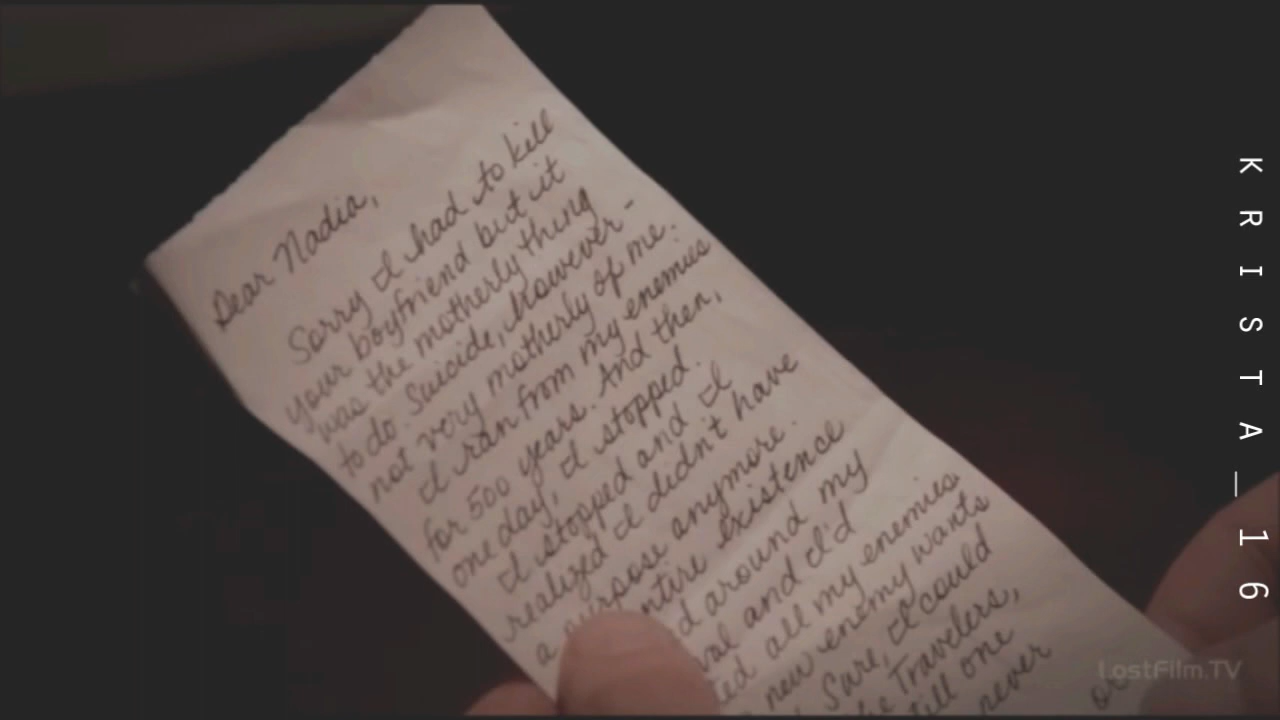 Dear Nadia,
Sorry I had to kill
your boyfriend but it
was the motherly thing
to do. Suicide, however-
not very motherly of me.
I ran from my enemies
for 500 years. And then,
one day, I stopped.
I stopped and I
realized I didn't have
a purpose anymore.
existence
around my
and I'd
all my enemies
new enemy wants
Sure, I could
Travelers,
one
never
or
KRISTA_16
LostFilm.TV